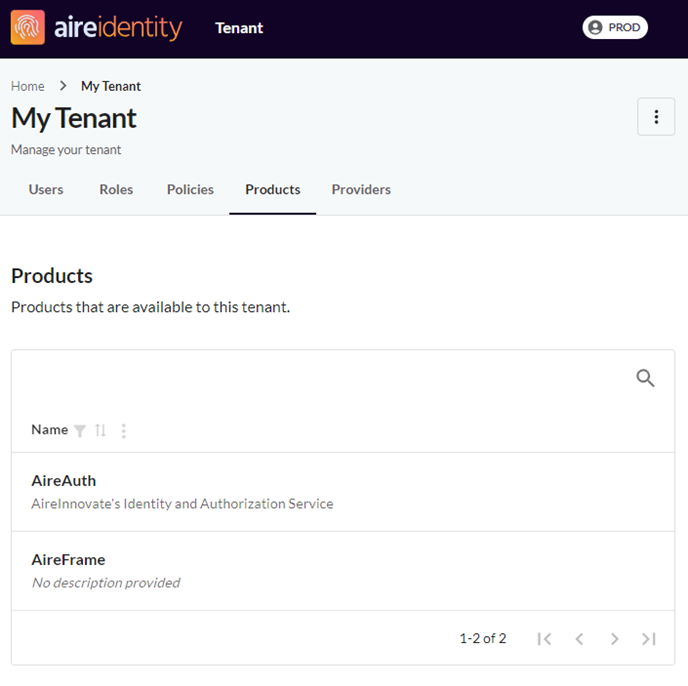 aireidentity Tenant PROD
Home My Tenant
My Tenant
Manage your tenant
Users Roles Policies Products Providers
Products
Products that are available to this tenant.
Name
AireAuth
AireInnovate's Identity and Authorization Service
AireFrame
No description provided
1-2 of 2